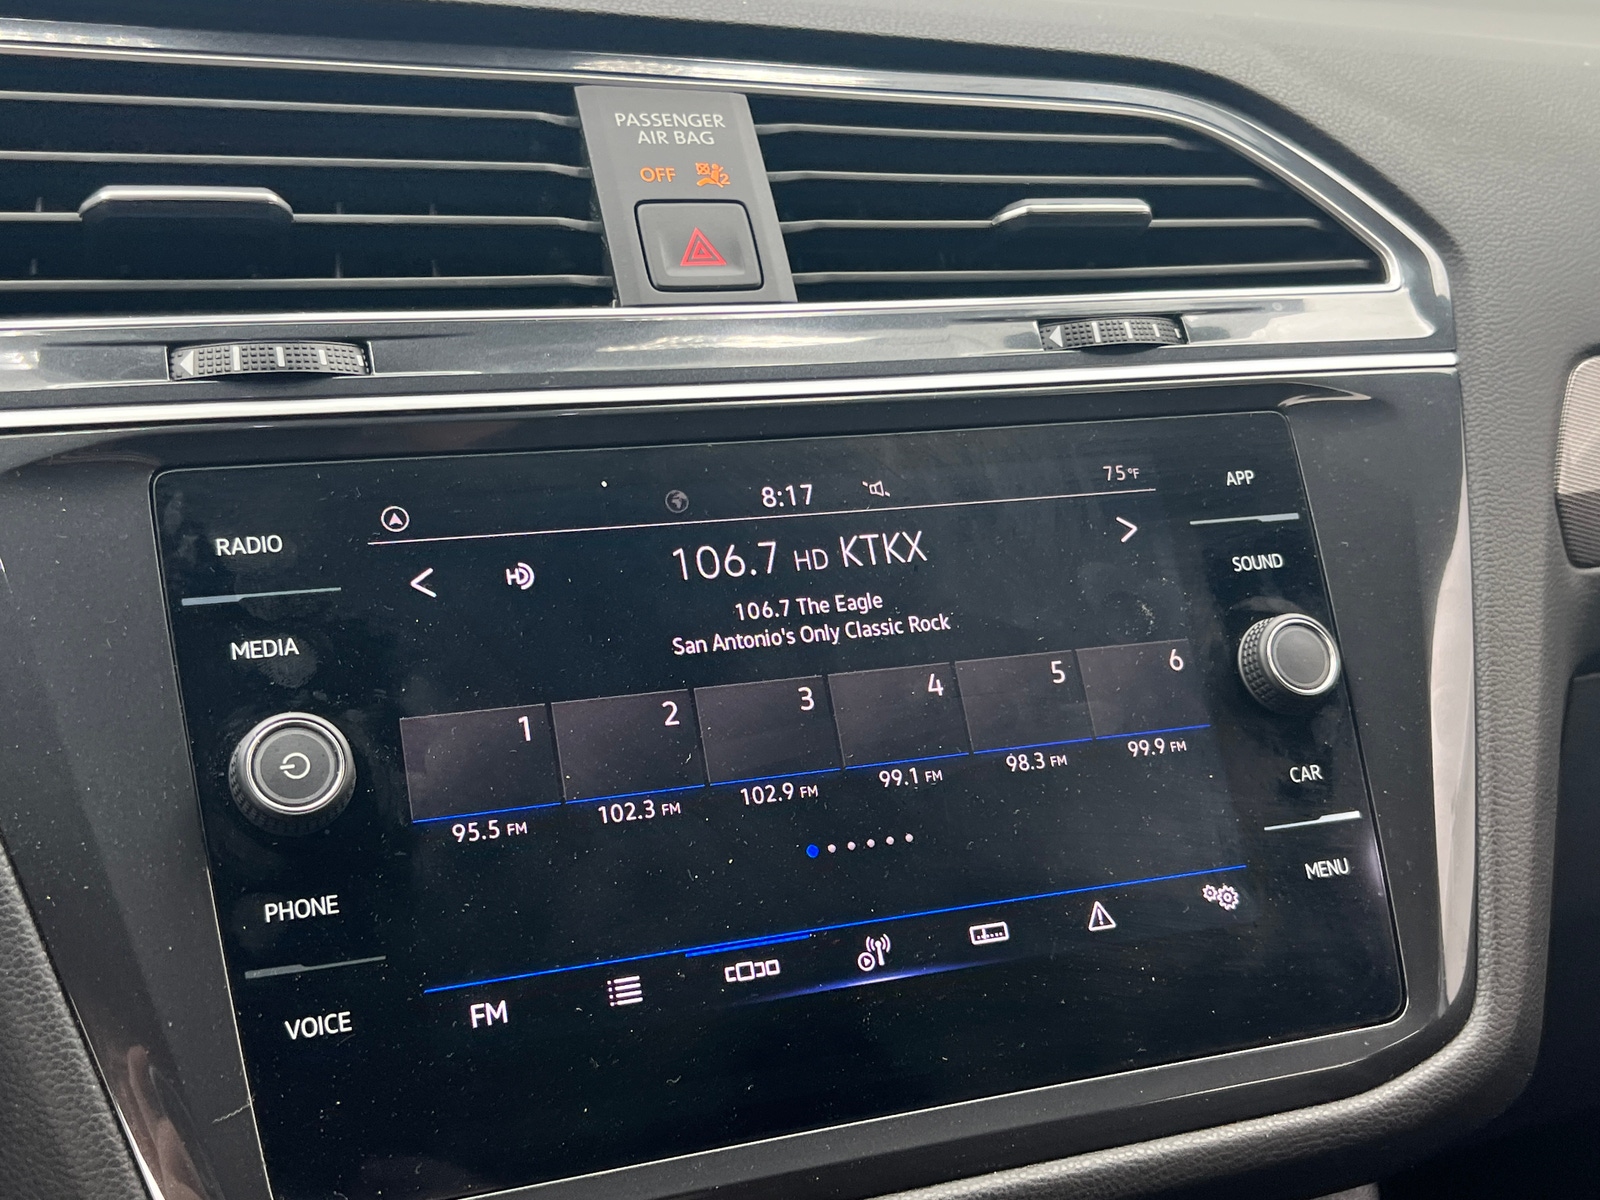 PASSENGER
AIR BAG
OFF
2
8:17
75°F
APP
RADIO
SOUND
HD
106.7 HD KTKX
106.7 The Eagle
San Antonio's Only Classic Rock
MEDIA
1
2
3
4
5
6
95.5 FM
102.3 FM
102.9 FM
99.1 FM
98.3 FM
99.9 FM
CAR
MENU
PHONE
VOICE
FM